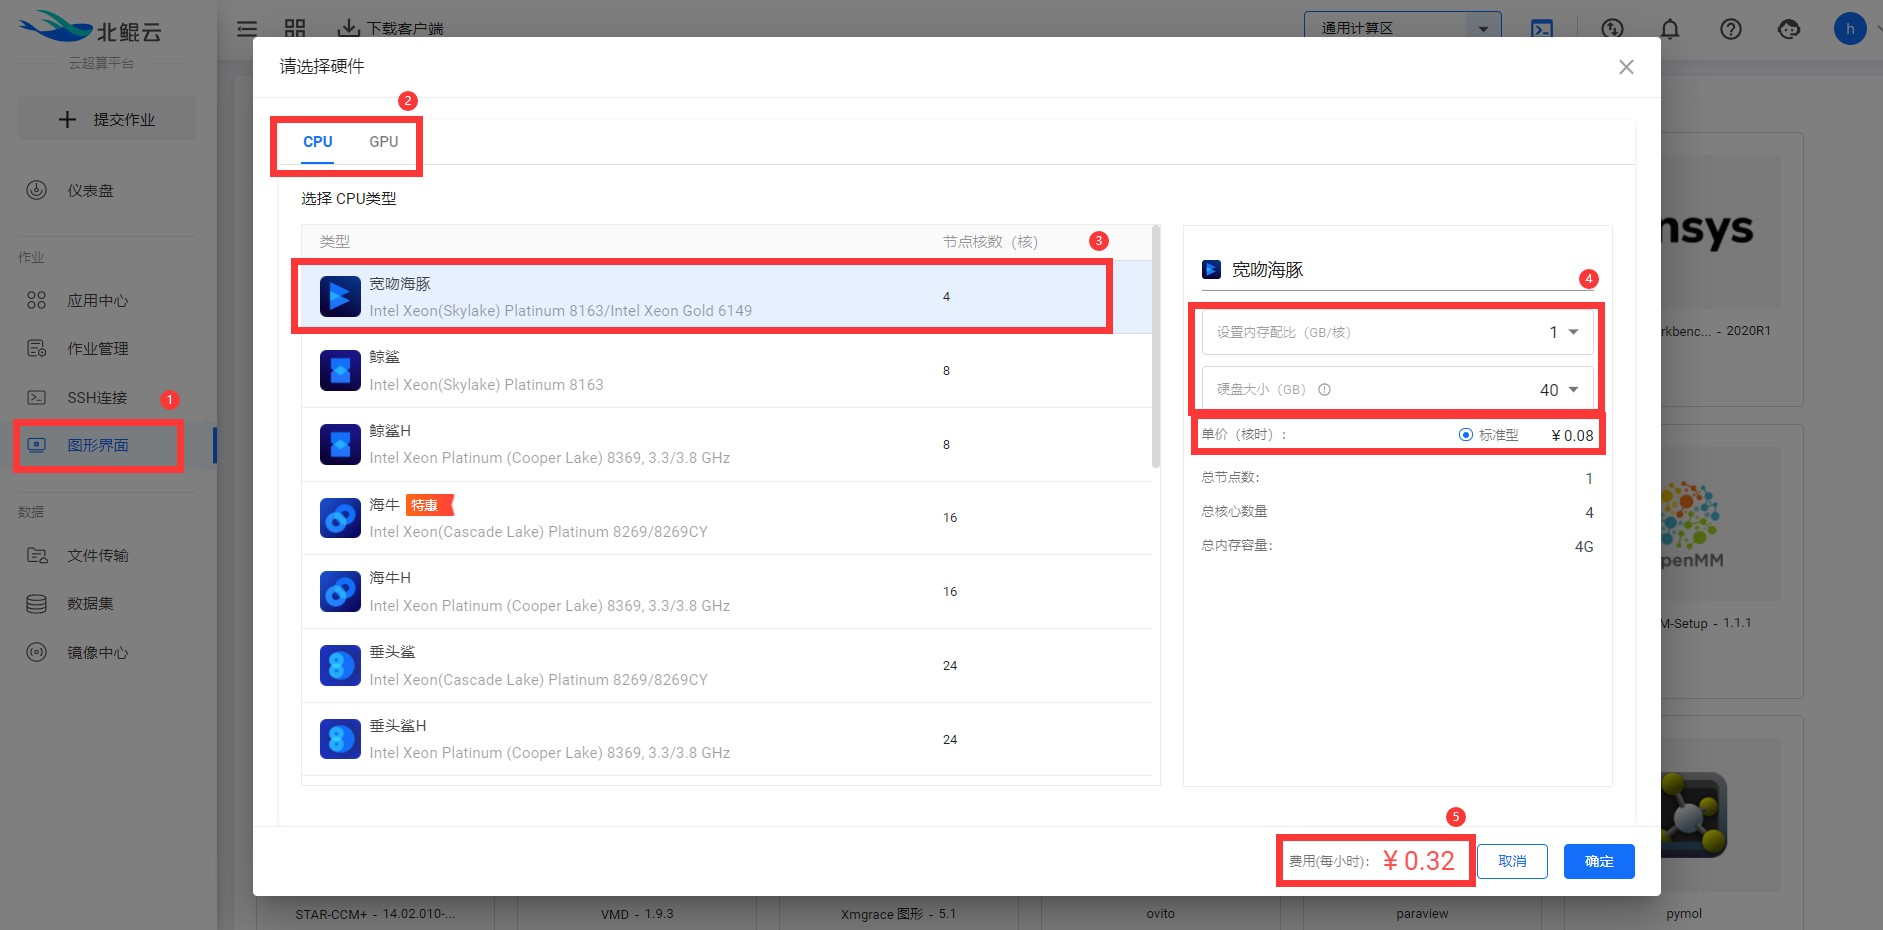 北鲲云
云超算平台
下载客户端
通用计算区
h
提交作业
仪表盘
作业
应用中心
作业管理
SSH连接
1
图形界面
数据
文件传输
数据集
镜像中心
请选择硬件
2
CPU GPU
选择 CPU类型
类型 节点核数（核） 3
宽吻海豚
Intel Xeon(Skylake) Platinum 8163/Intel Xeon Gold 6149
4
鲸鲨
Intel Xeon(Skylake) Platinum 8163
8
鲸鲨H
Intel Xeon Platinum (Cooper Lake) 8369, 3.3/3.8 GHz
8
海牛 特惠
Intel Xeon(Cascade Lake) Platinum 8269/8269CY
16
海牛H
Intel Xeon Platinum (Cooper Lake) 8369, 3.3/3.8 GHz
16
垂头鲨
Intel Xeon(Cascade Lake) Platinum 8269/8269CY
24
垂头鲨H
Intel Xeon Platinum (Cooper Lake) 8369, 3.3/3.8 GHz
24
宽吻海豚
4
设置内存配比（GB/核） 1
硬盘大小（GB） 40
单价（核时）: 标准型 ¥0.08
总节点数: 1
总核心数量 4
总内存容量: 4G
5
费用(每小时): ¥0.32
取消
确定
nsys
rkbenc... - 2020R1
penMM
M-Setup - 1.1.1
STAR-CCM+ - 14.02.010-...
VMD - 1.9.3
Xmgrace 图形 - 5.1
ovito
paraview
pymol